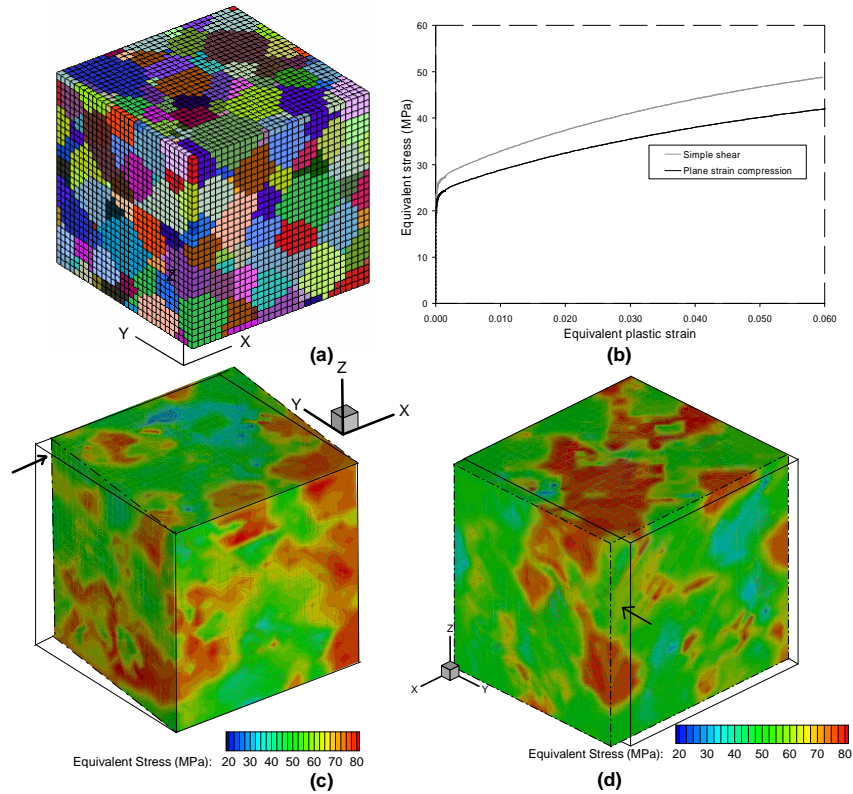 60
50
40
30
20
10
0
Equivalent stress (MPa)
Simple shear
Plane strain compression
0.000 0.010 0.020 0.030 0.040 0.050 0.060
Equivalent plastic strain
Z
Y
X
(a)
(b)
Z
Y
X
Z
X
Y
Equivalent Stress (MPa): 20 30 40 50 60 70 80
(c)
Equivalent Stress (MPa): 20 30 40 50 60 70 80
(d)